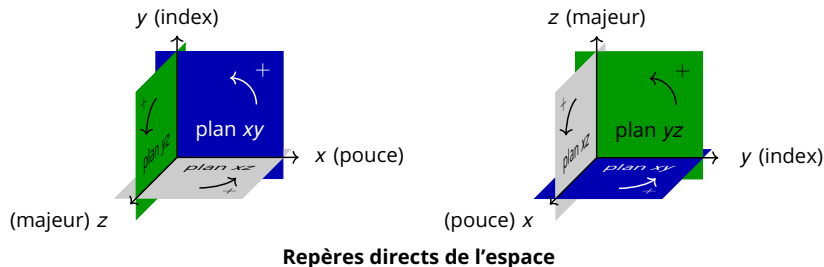 y (index)
z (majeur)
+
+
+
+
plan xy
plan yz
plan yz
plan xz
plan xz
plan xy
x (pouce)
y (index)
+
+
(majeur) z
(pouce) x
Repères directs de l’espace